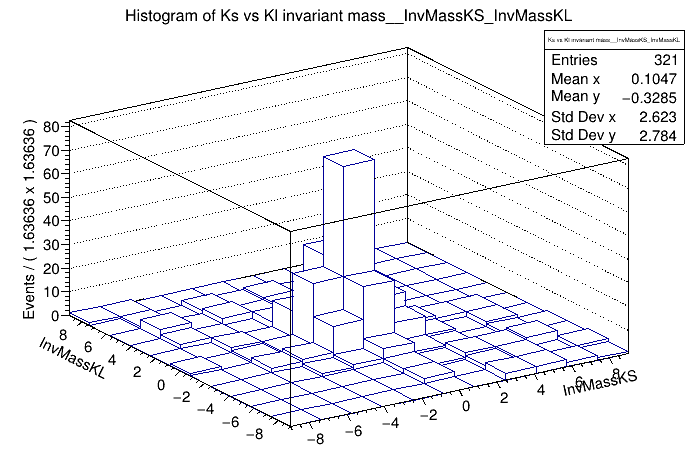 Histogram of Ks vs Kl invariant mass__InvMassKS_InvMassKL
Ks vs Kl invariant mass__InvMassKS_InvMassKL
Entries 321
Mean x 0.1047
Mean y −0.3285
Std Dev x 2.623
Std Dev y 2.784
Events / ( 1.63636 x 1.63636 )
80
70
60
50
40
30
20
10
0
8 6 4 2 0 −2 −4 −6 −8
InvMassKL
−8 −6 −4 −2 0 2 4 6 8
InvMassKS